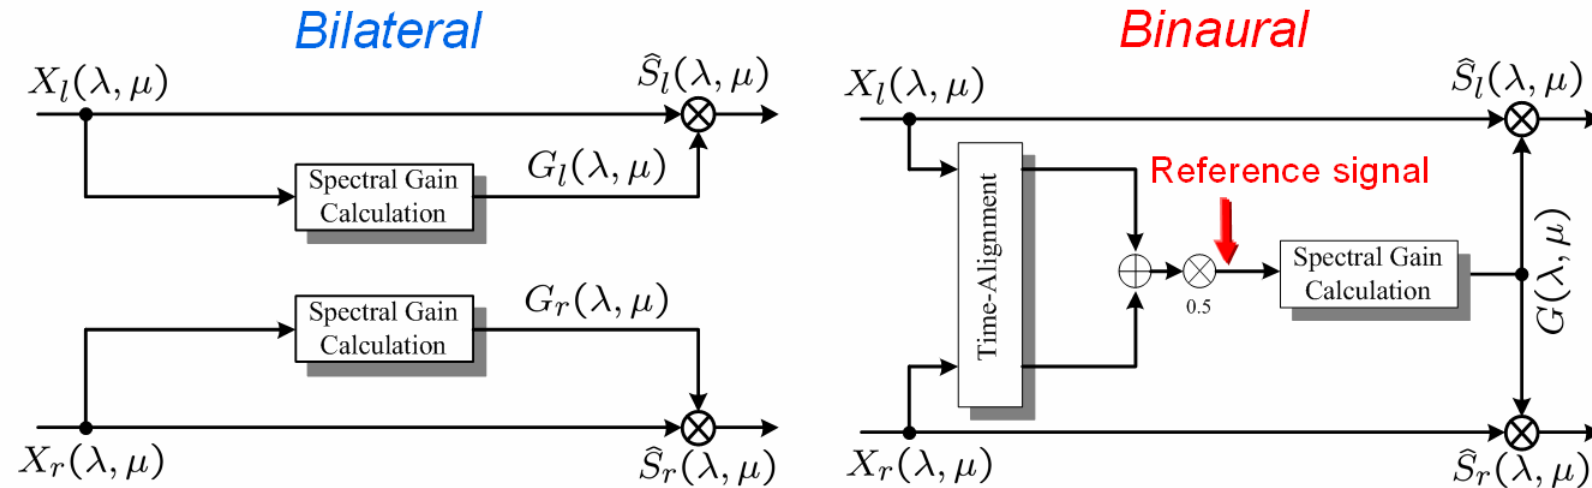 Bilateral
X_l(λ, μ)
Ŝ_l(λ, μ)
Spectral Gain
Calculation
G_l(λ, μ)
Spectral Gain
Calculation
G_r(λ, μ)
X_r(λ, μ)
Ŝ_r(λ, μ)
Binaural
X_l(λ, μ)
Ŝ_l(λ, μ)
Time-Alignment
Reference signal
0.5
Spectral Gain
Calculation
G(λ, μ)
X_r(λ, μ)
Ŝ_r(λ, μ)